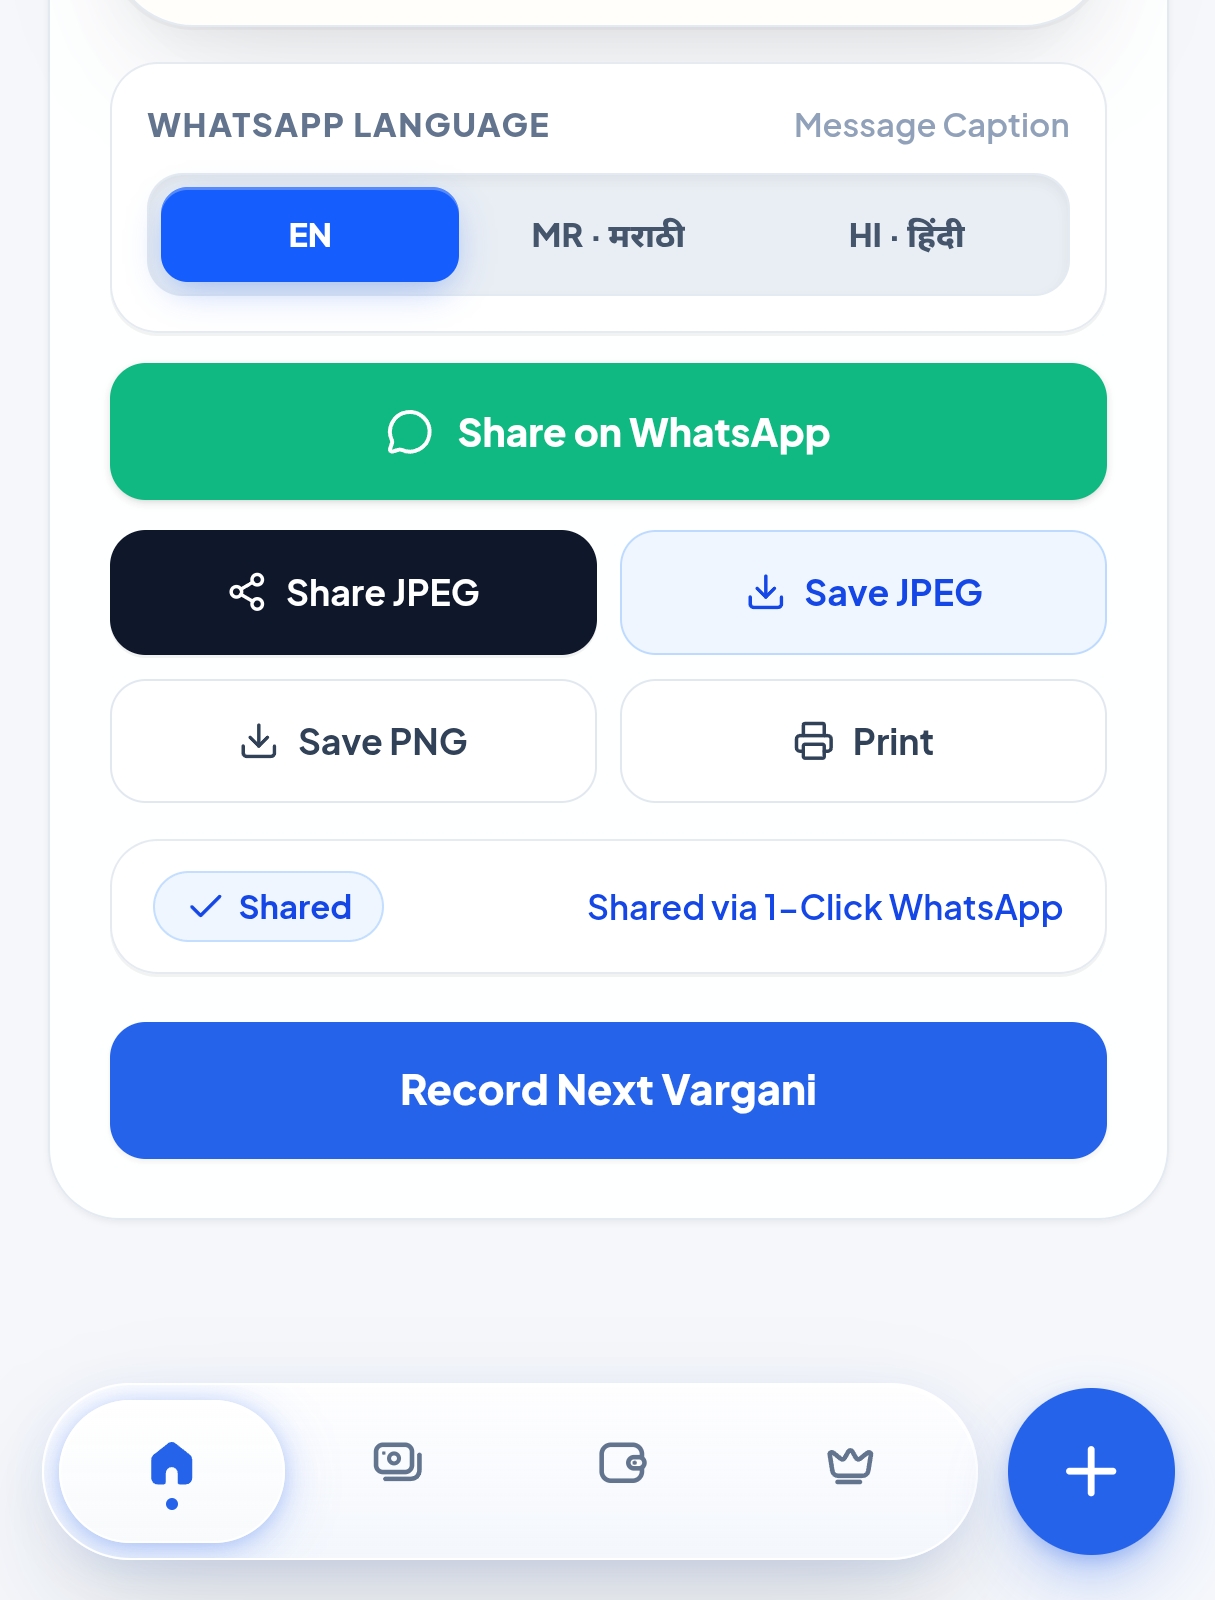 WHATSAPP LANGUAGE Message Caption
EN MR · मराठी HI · हिंदी
Share on WhatsApp
Share JPEG Save JPEG
Save PNG Print
Shared Shared via 1-Click WhatsApp
Record Next Vargani